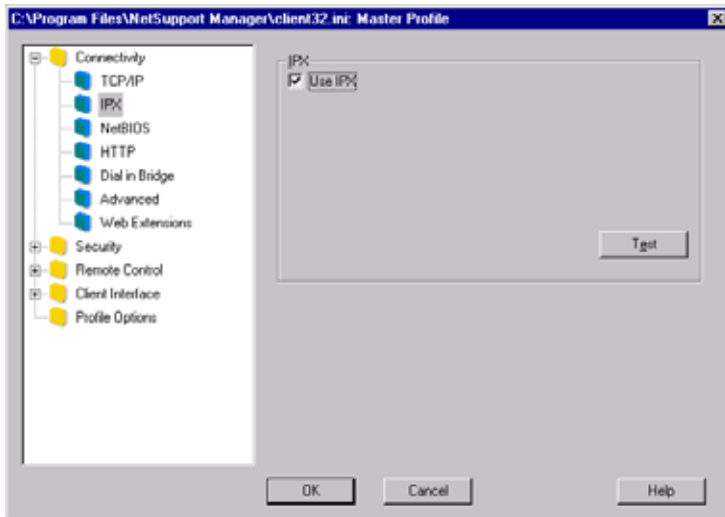 C:\Program Files\NetSupport Manager\client32.ini: Master Profile
Connectivity
TCP/IP
IPX
NetBIOS
HTTP
Dial in Bridge
Advanced
Web Extensions
Security
Remote Control
Client Interface
Profile Options
IPX
Use IPX
Test
OK
Cancel
Help